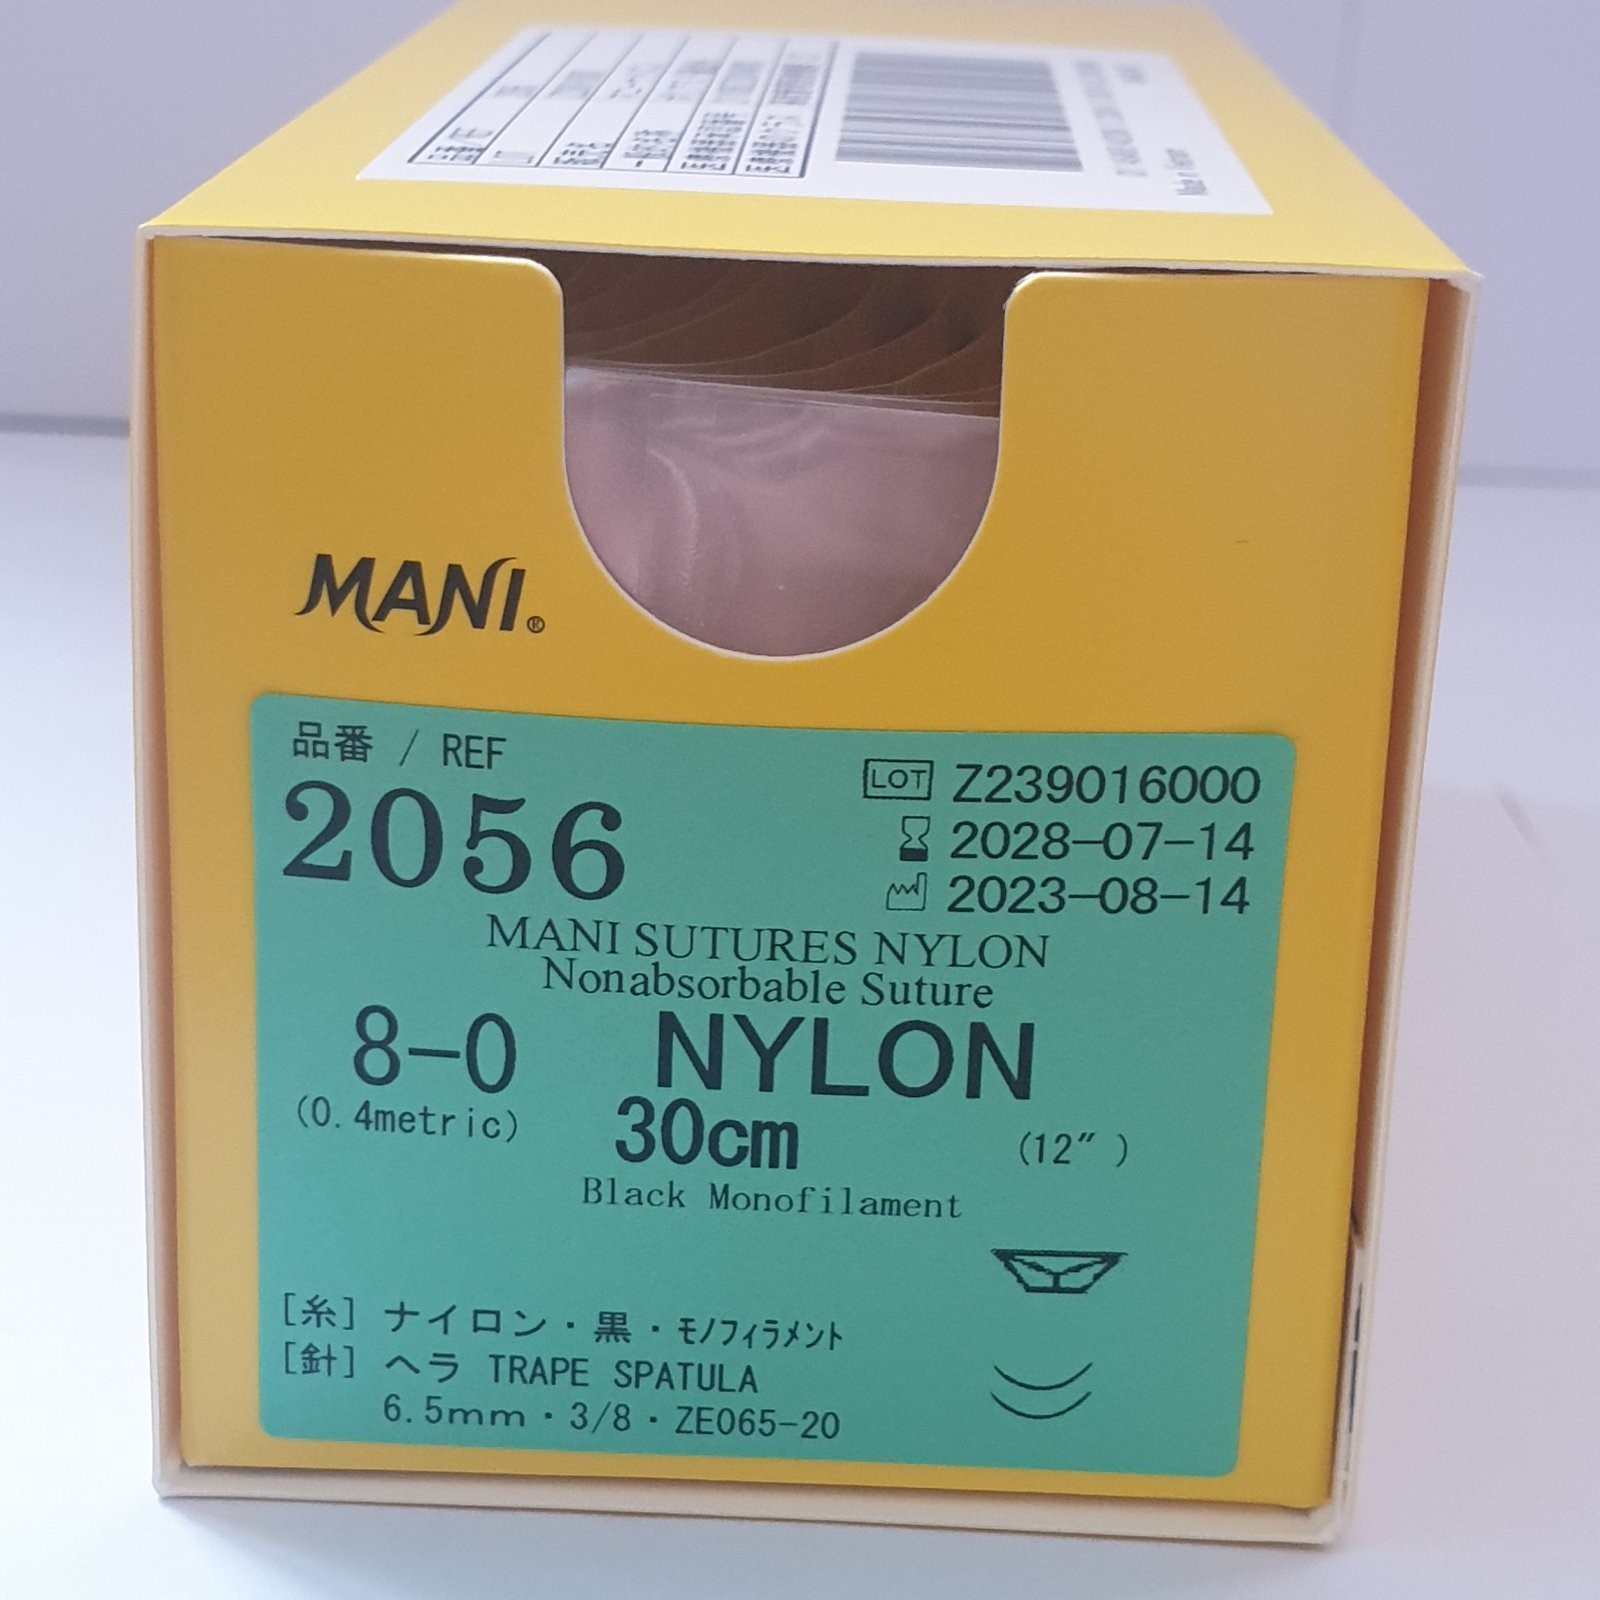 MANI®
品番 / REF
2056
LOT Z239016000
2028-07-14
2023-08-14
MANI SUTURES NYLON
Nonabsorbable Suture
8-0 NYLON
(0.4metric) 30cm (12″ )
Black Monofilament
[糸] ナイロン・黒・ﾓﾉﾌｨﾗﾒﾝﾄ
[針] ヘラ TRAPE SPATULA
6.5mm・3/8・ZE065-20